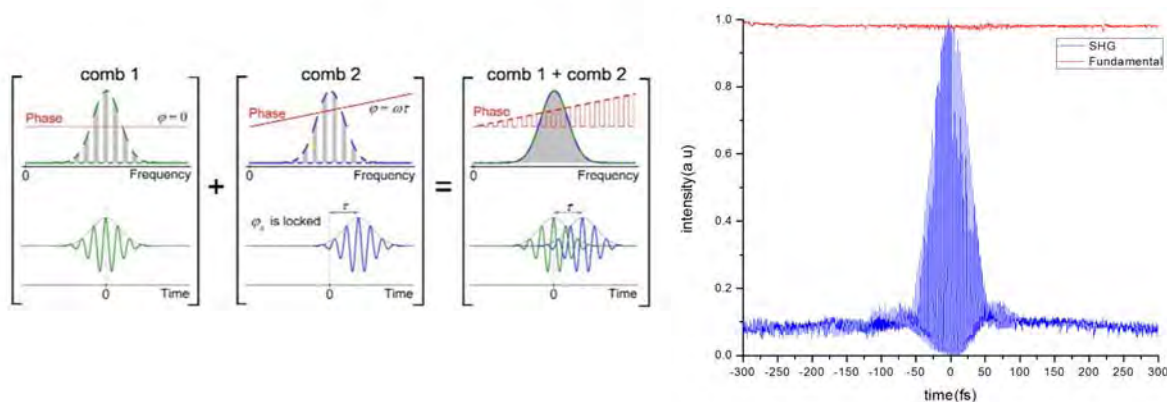 comb 1
Phase
φ = 0
0
Frequency
0
Time
+
comb 2
φ = ωτ
0
Frequency
τ
is locked
0
Time
=
comb 1 + comb 2
Phase
0
Frequency
τ
0
Time
1.0
0.8
0.6
0.4
0.2
0.0
intensity(a u)
SHG
Fundamental
-300 -250 -200 -150 -100 -50 0 50 100 150 200 250 300
time(fs)